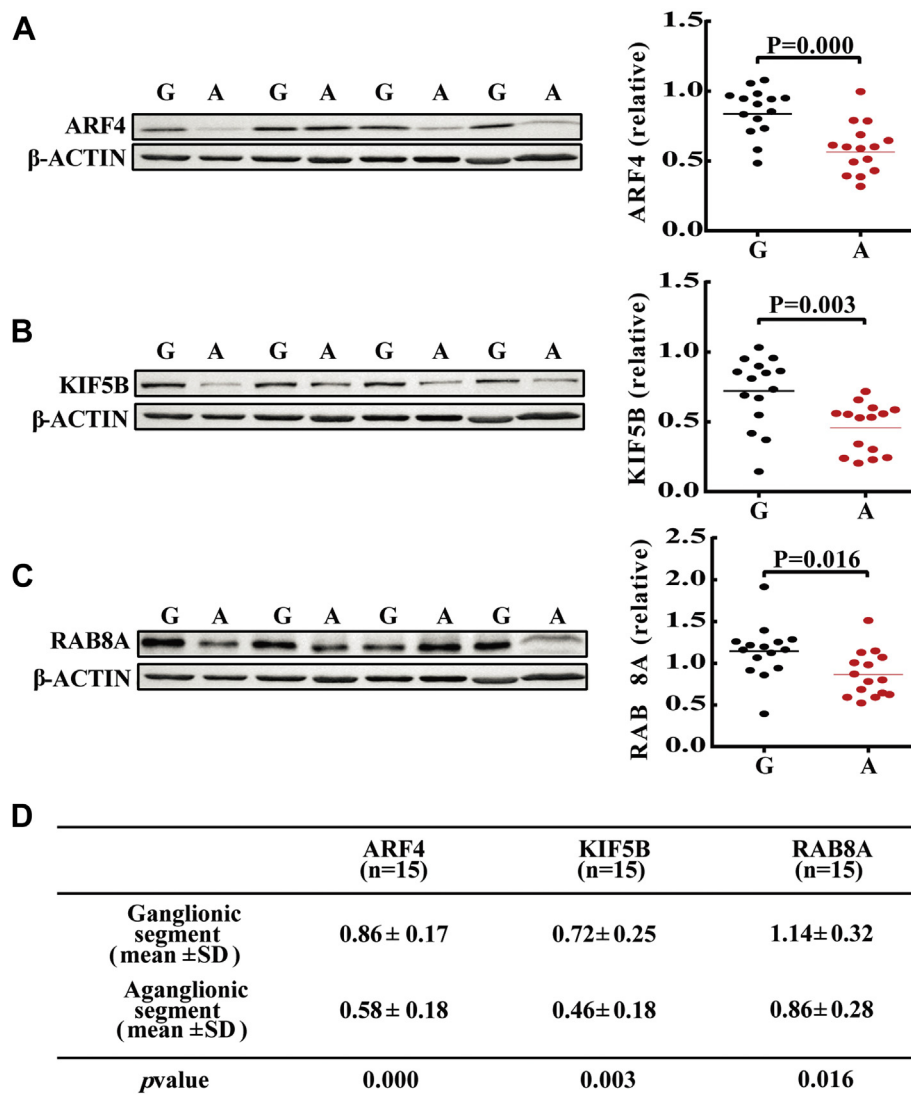 A
G A G A G A G A
ARF4
β-ACTIN
P=0.000
ARF4 (relative)
1.5
1.0
0.5
0.0
G A
B
G A G A G A G A
KIF5B
β-ACTIN
P=0.003
KIF5B (relative)
1.5
1.0
0.5
0.0
G A
C
G A G A G A G A
RAB8A
β-ACTIN
P=0.016
RAB 8A (relative)
2.5
2.0
1.5
1.0
0.5
0.0
G A
D
ARF4 KIF5B RAB8A
(n=15) (n=15) (n=15)
Ganglionic
segment 0.86± 0.17 0.72± 0.25 1.14± 0.32
(mean ±SD)
Aganglionic
segment 0.58± 0.18 0.46± 0.18 0.86± 0.28
(mean ±SD)
pvalue 0.000 0.003 0.016